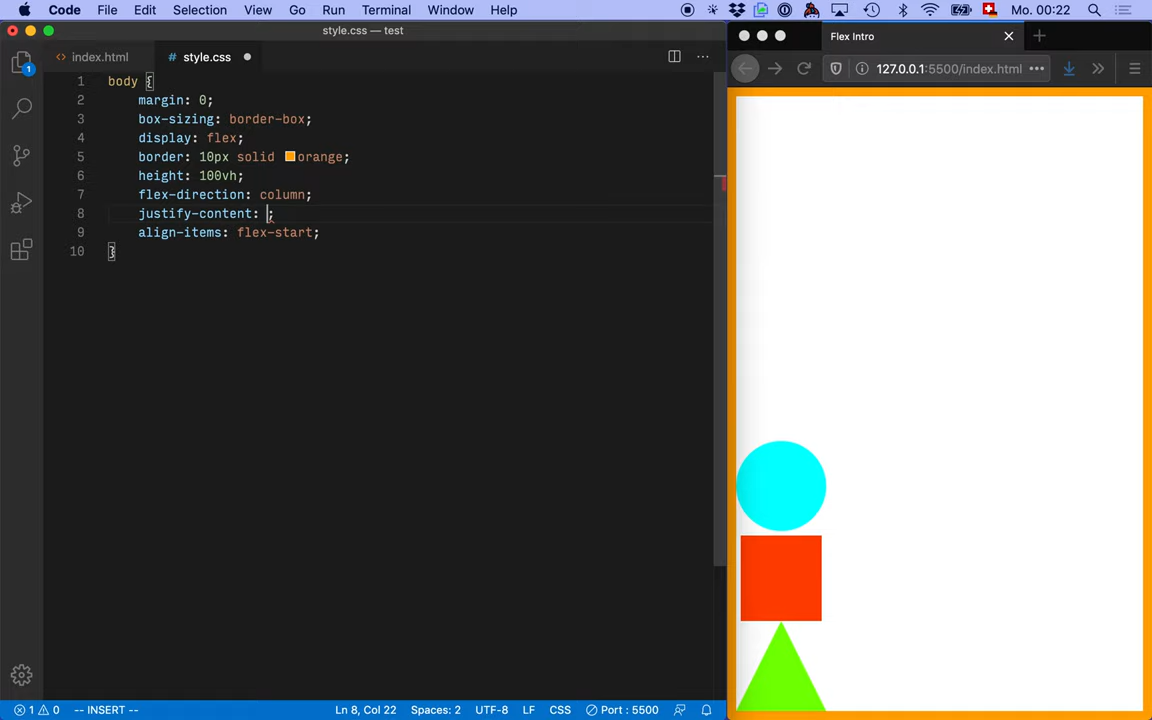 Code File Edit Selection View Go Run Terminal Window Help Mo. 00:22
style.css — test
index.html
style.css
Flex Intro
127.0.0.1:5500/index.html
1
1 body {
2 margin: 0;
3 box-sizing: border-box;
4 display: flex;
5 border: 10px solid orange;
6 height: 100vh;
7 flex-direction: column;
8 justify-content: ;
9 align-items: flex-start;
10 }
1 0 -- INSERT -- Ln 8, Col 22 Spaces: 2 UTF-8 LF CSS Port : 5500